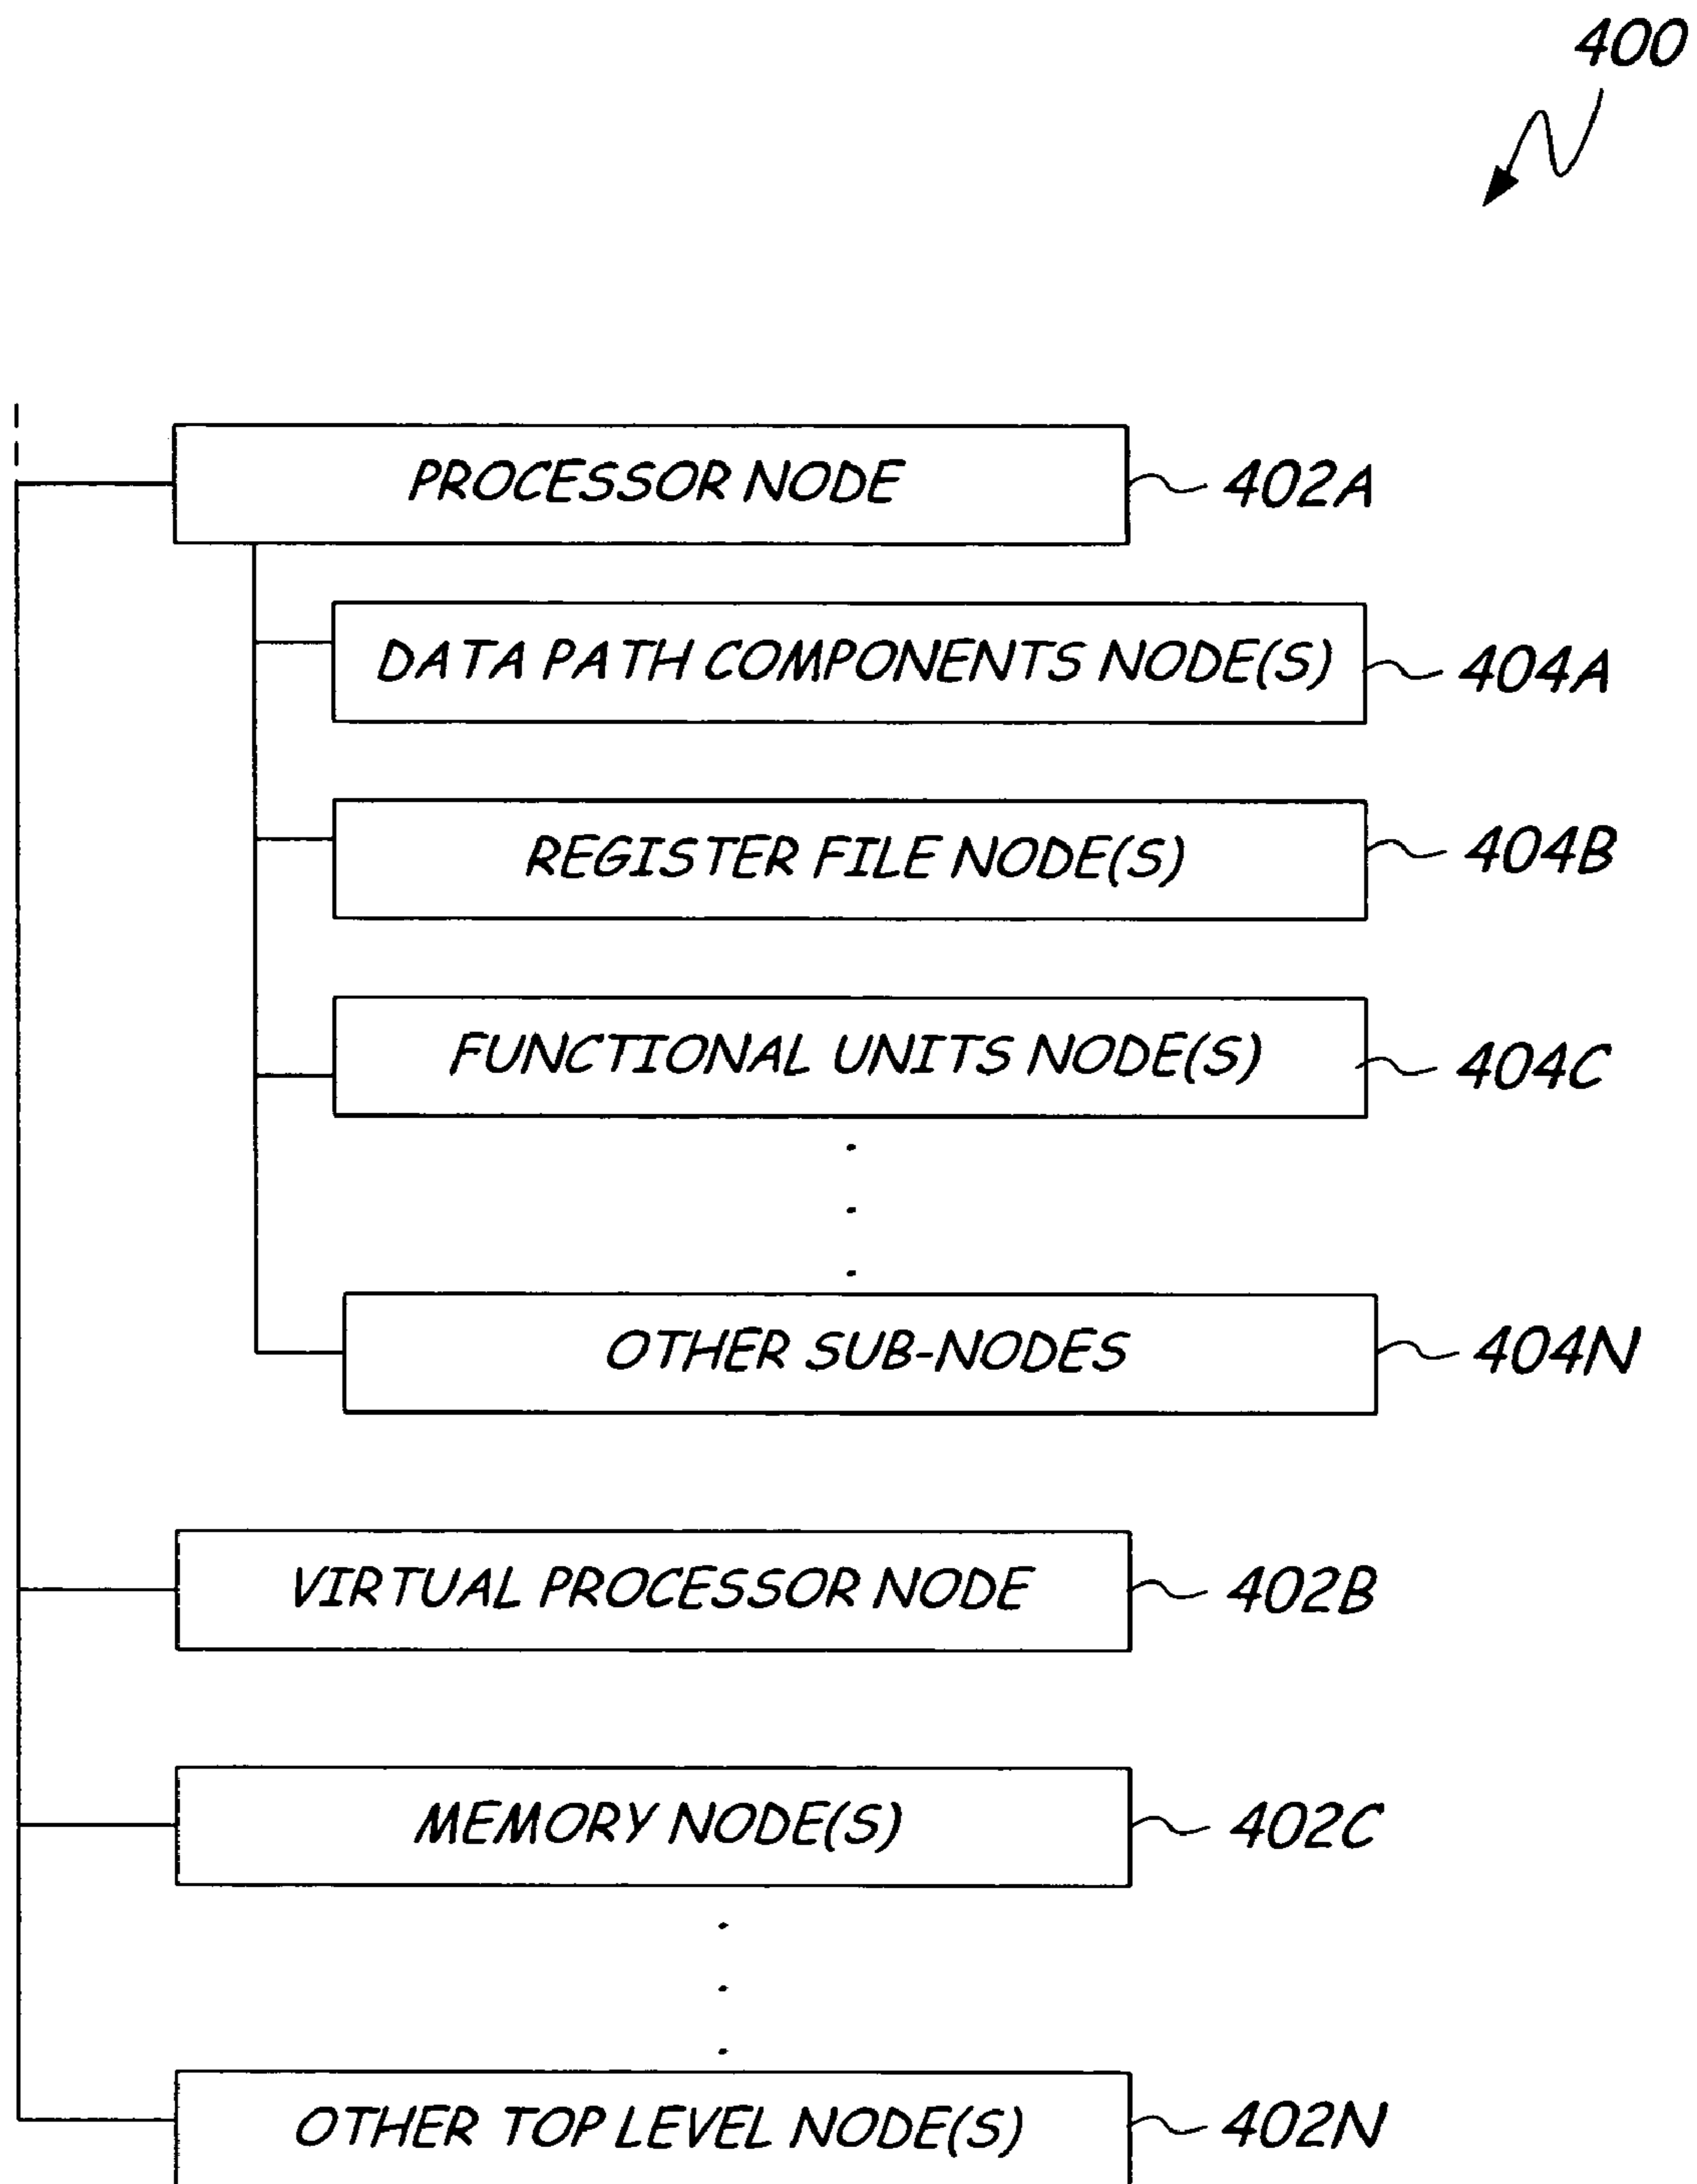 400
PROCESSOR NODE 402A
DATA PATH COMPONENTS NODE(S) 404A
REGISTER FILE NODE(S) 404B
FUNCTIONAL UNITS NODE(S) 404C
OTHER SUB-NODES 404N
VIRTUAL PROCESSOR NODE 402B
MEMORY NODE(S) 402C
OTHER TOP LEVEL NODE(S) 402N